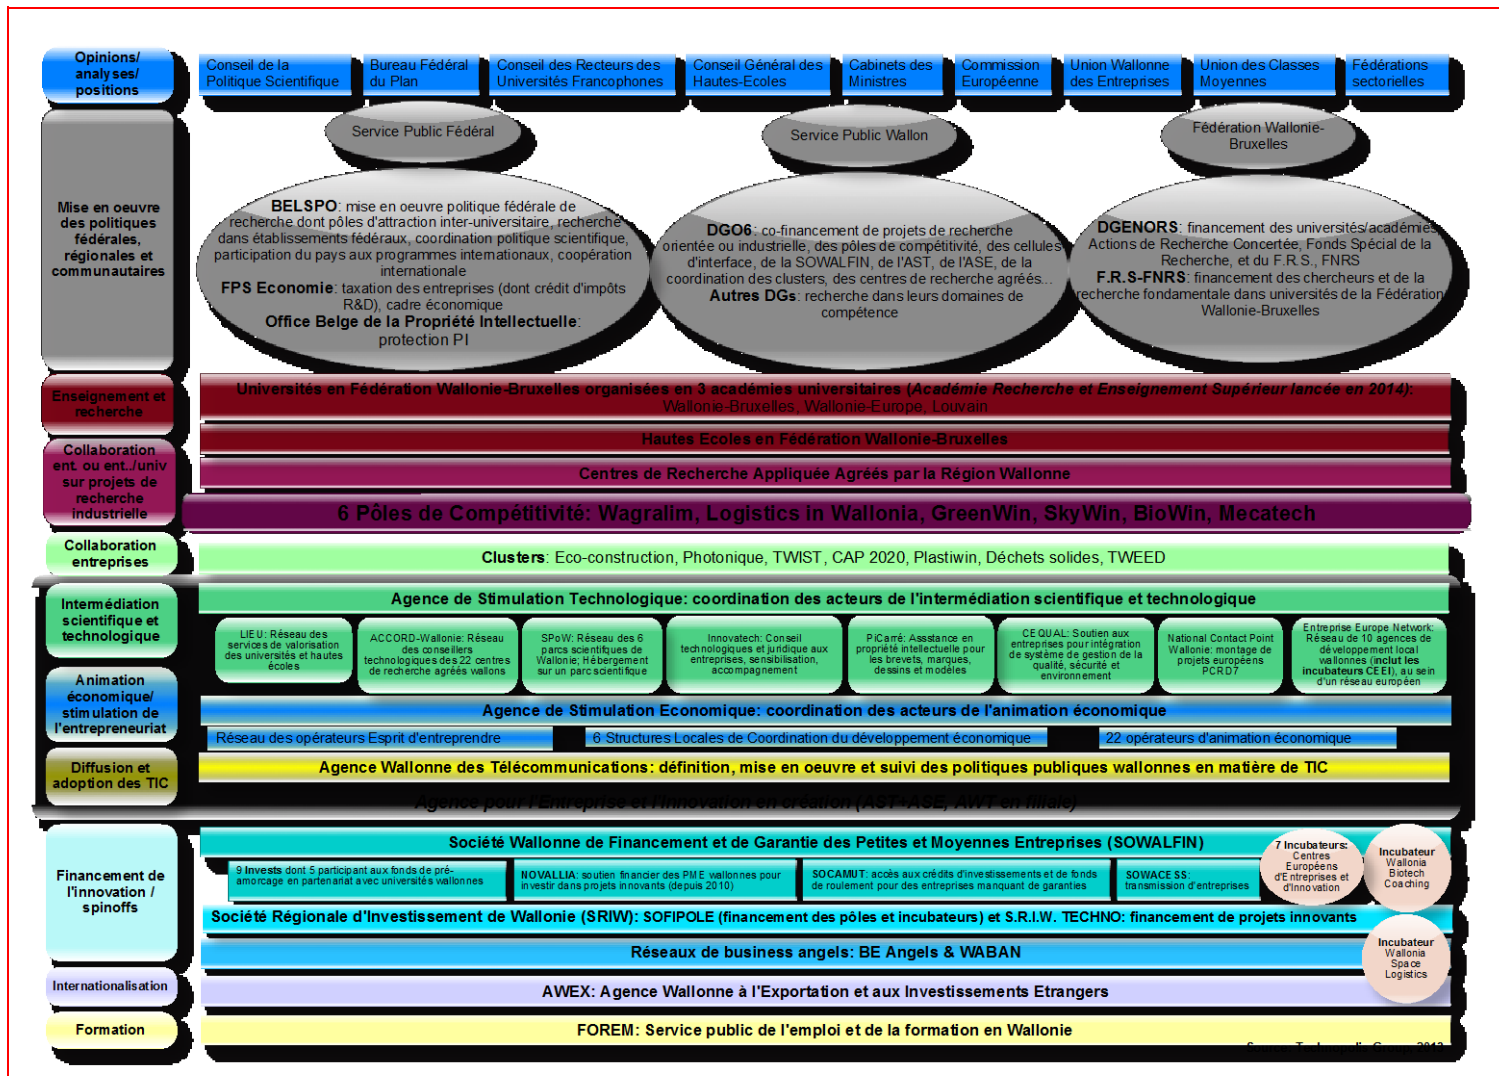 Opinions/
analyses/
positions
Conseil de la
Politique Scientifique
Bureau Fédéral
du Plan
Conseil des Recteurs des
Universités Francophones
Conseil Général des
Hautes-Ecoles
Cabinets des
Ministres
Commission
Européenne
Union Wallonne
des Entreprises
Union des Classes
Moyennes
Fédérations
sectorielles
Mise en oeuvre
des politiques
fédérales,
régionales et
communautaires
Service Public Fédéral
Service Public Wallon
Fédération Wallonie-
Bruxelles
BELSPO: mise en oeuvre politique fédérale de
recherche dont pôles d'attraction inter-universitaire, recherche
dans établissements fédéraux, coordination politique scientifique,
participation du pays aux programmes internationaux, coopération
internationale
FPS Economie: taxation des entreprises (dont crédit d'impôts
R&D), cadre économique
Office Belge de la Propriété Intellectuelle:
protection PI
DGO6: co-financement de projets de recherche
orientée ou industrielle, des pôles de compétitivité, des cellules
d'interface, de la SOWALFIN, de l'AST, de l'ASE, de la
coordination des clusters, des centres de recherche agréés...
Autres DGs: recherche dans leurs domaines de
compétence
DGENORS: financement des universités/académies,
Actions de Recherche Concertée, Fonds Spécial de la
Recherche, et du F.R.S., FNRS
F.R.S-FNRS: financement des chercheurs et de la
recherche fondamentale dans universités de la Fédération
Wallonie-Bruxelles
Enseignement et
recherche
Universités en Fédération Wallonie-Bruxelles organisées en 3 académies universitaires (Académie Recherche et Enseignement Supérieur lancée en 2014):
Wallonie-Bruxelles, Wallonie-Europe, Louvain
Hautes Ecoles en Fédération Wallonie-Bruxelles
Collaboration
ent. ou ent../univ
sur projets de
recherche
industrielle
Centres de Recherche Appliquée Agréés par la Région Wallonne
6 Pôles de Compétitivité: Wagralim, Logistics in Wallonia, GreenWin, SkyWin, BioWin, Mecatech
Collaboration
entreprises
Clusters: Eco-construction, Photonique, TWIST, CAP 2020, Plastiwin, Déchets solides, TWEED
Intermédiation
scientifique et
technologique
Agence de Stimulation Technologique: coordination des acteurs de l'intermédiation scientifique et technologique
LIEU: Réseau des
services de valorisation
des universités et hautes
écoles
ACCORD-Wallonie: Réseau
des conseillers
technologiques des 22 centres
de recherche agréés wallons
SPoW: Réseau des 6
parcs scientifiques de
Wallonie; Hébergement
sur un parc scientifique
Innovatech: Conseil
technologiques et juridique aux
entreprises, sensibilisation,
accompagnement
PiCarré: Assstance en
propriété intellectuelle pour
les brevets, marques,
dessins et modèles
CEQUAL: Soutien aux
entreprises pour intégration
de système de gestion de la
qualité, sécurité et
environnement
National Contact Point
Wallonie: montage de
projets européens
PCRD7
Enterprise Europe Network:
Réseau de 10 agences de
développement local
wallonnes (inclut les
incubateurs CEEI), au sein
d'un réseau européen
Animation
économique/
stimulation de
l'entrepreneuriat
Agence de Stimulation Economique: coordination des acteurs de l'animation économique
Réseau des opérateurs Esprit d'entreprendre
6 Structures Locales de Coordination du développement économique
22 opérateurs d'animation économique
Diffusion et
adoption des TIC
Agence Wallonne des Télécommunications: définition, mise en oeuvre et suivi des politiques publiques wallonnes en matière de TIC
Agence pour l'Entreprise et l'Innovation en création (AST+ASE, AWT en filiale)
Financement de
l'innovation /
spinoffs
Société Wallonne de Financement et de Garantie des Petites et Moyennes Entreprises (SOWALFIN)
9 Invests dont 5 participant aux fonds de pré-
amorcage en partenariat avec universités wallonnes
NOVALLIA: soutien financier des PME wallonnes pour
investir dans projets innovants (depuis 2010)
SOCAMUT: accès aux crédits d'investissements et de fonds
de roulement pour des entreprises manquant de garanties
SOWACESS:
transmission d'entreprises
7 Incubateurs:
Centres
Européens
d'Entreprises et
d'Innovation
Incubateur
Wallonia
Biotech
Coaching
Société Régionale d'Investissement de Wallonie (SRIW): SOFIPOLE (financement des pôles et incubateurs) et S.R.I.W. TECHNO: financement de projets innovants
Réseaux de business angels: BE Angels & WABAN
Incubateur
Wallonia
Space
Logistics
Internationalisation
AWEX: Agence Wallonne à l'Exportation et aux Investissements Etrangers
Formation
FOREM: Service public de l'emploi et de la formation en Wallonie
Source: Technopolis Group, 2012